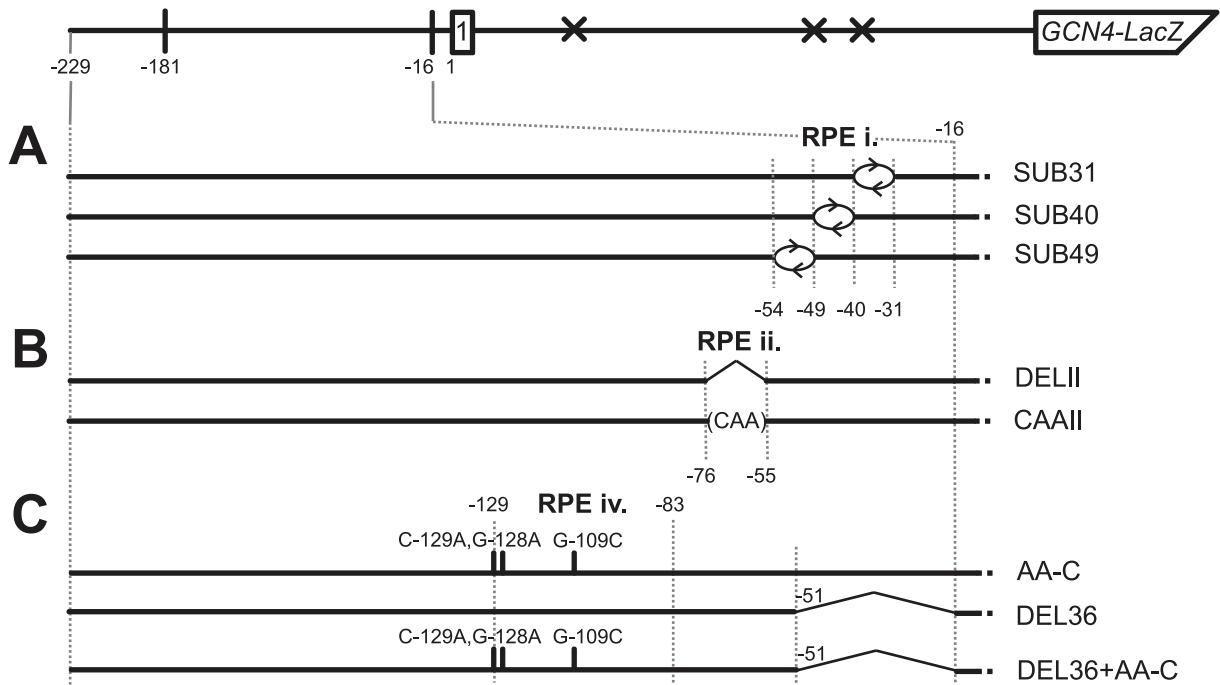 1 GCN4-LacZ
-229 -181 -16 1
A RPE i. -16
SUB31
SUB40
SUB49
-54 -49 -40 -31
B RPE ii.
DELII
(CAA) CAAII
-76 -55
C -129 RPE iv. -83
C-129A,G-128A G-109C
AA-C
-51
DEL36
C-129A,G-128A G-109C
-51
DEL36+AA-C